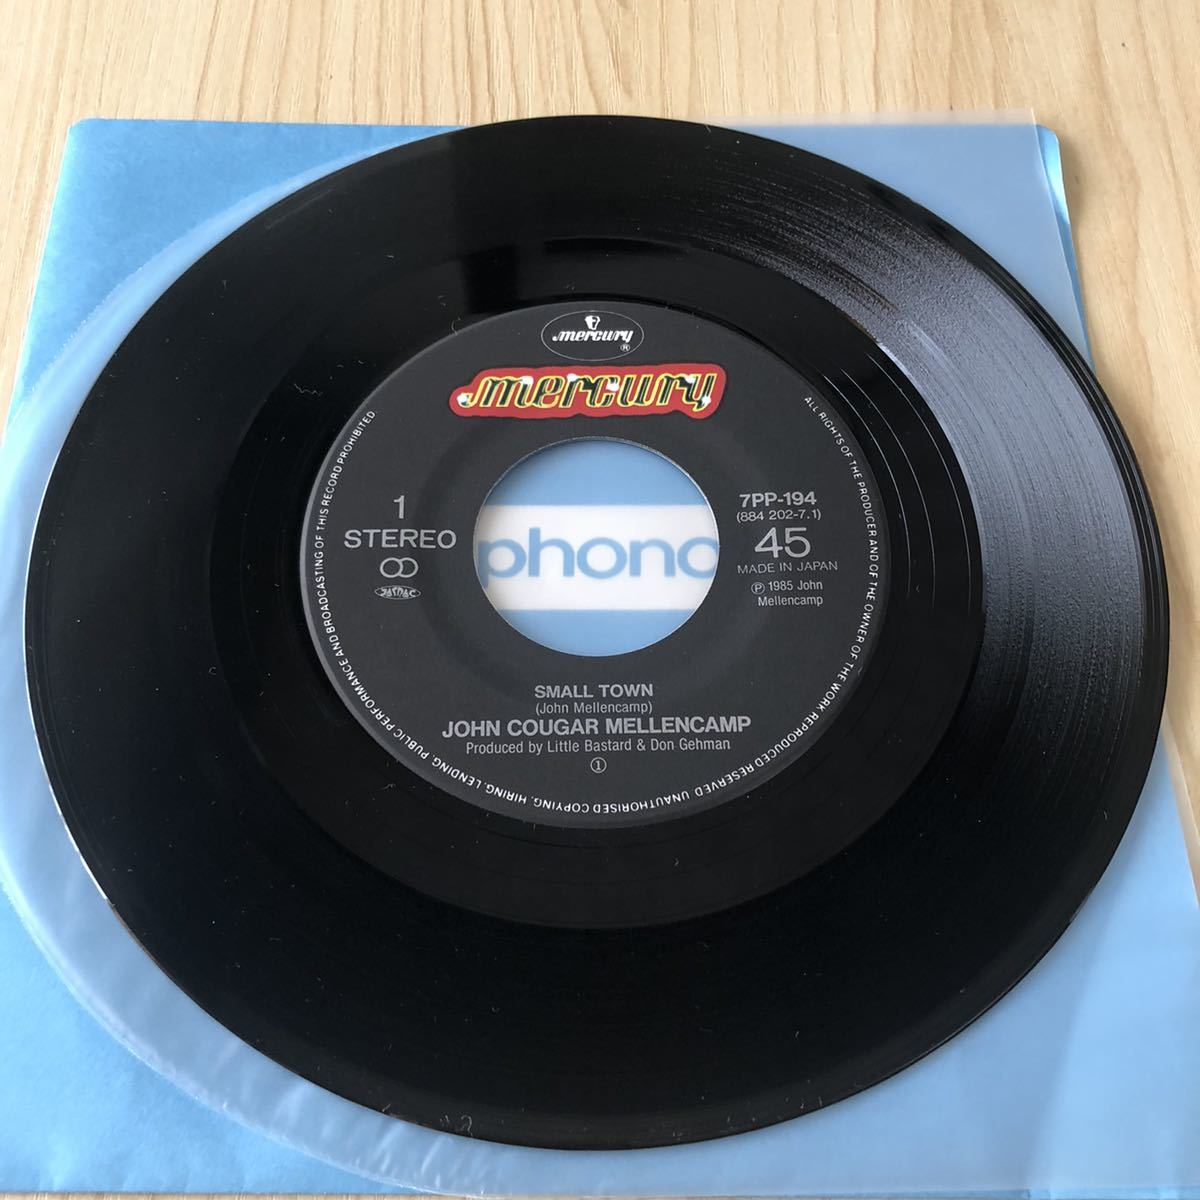 mercury
®
mercury
1
STEREO
JASRAC
7PP-194
(884 202-7.1)
45
MADE IN JAPAN
Ⓟ 1985 John
Mellencamp
phono
SMALL TOWN
(John Mellencamp)
JOHN COUGAR MELLENCAMP
Produced by Little Bastard & Don Gehman
①
ALL RIGHTS OF THE PRODUCER AND OF THE OWNER OF THE WORK REPRODUCED RESERVED UNAUTHORISED COPYING, HIRING, LENDING, PUBLIC PERFORMANCE AND BROADCASTING OF THIS RECORD PROHIBITED